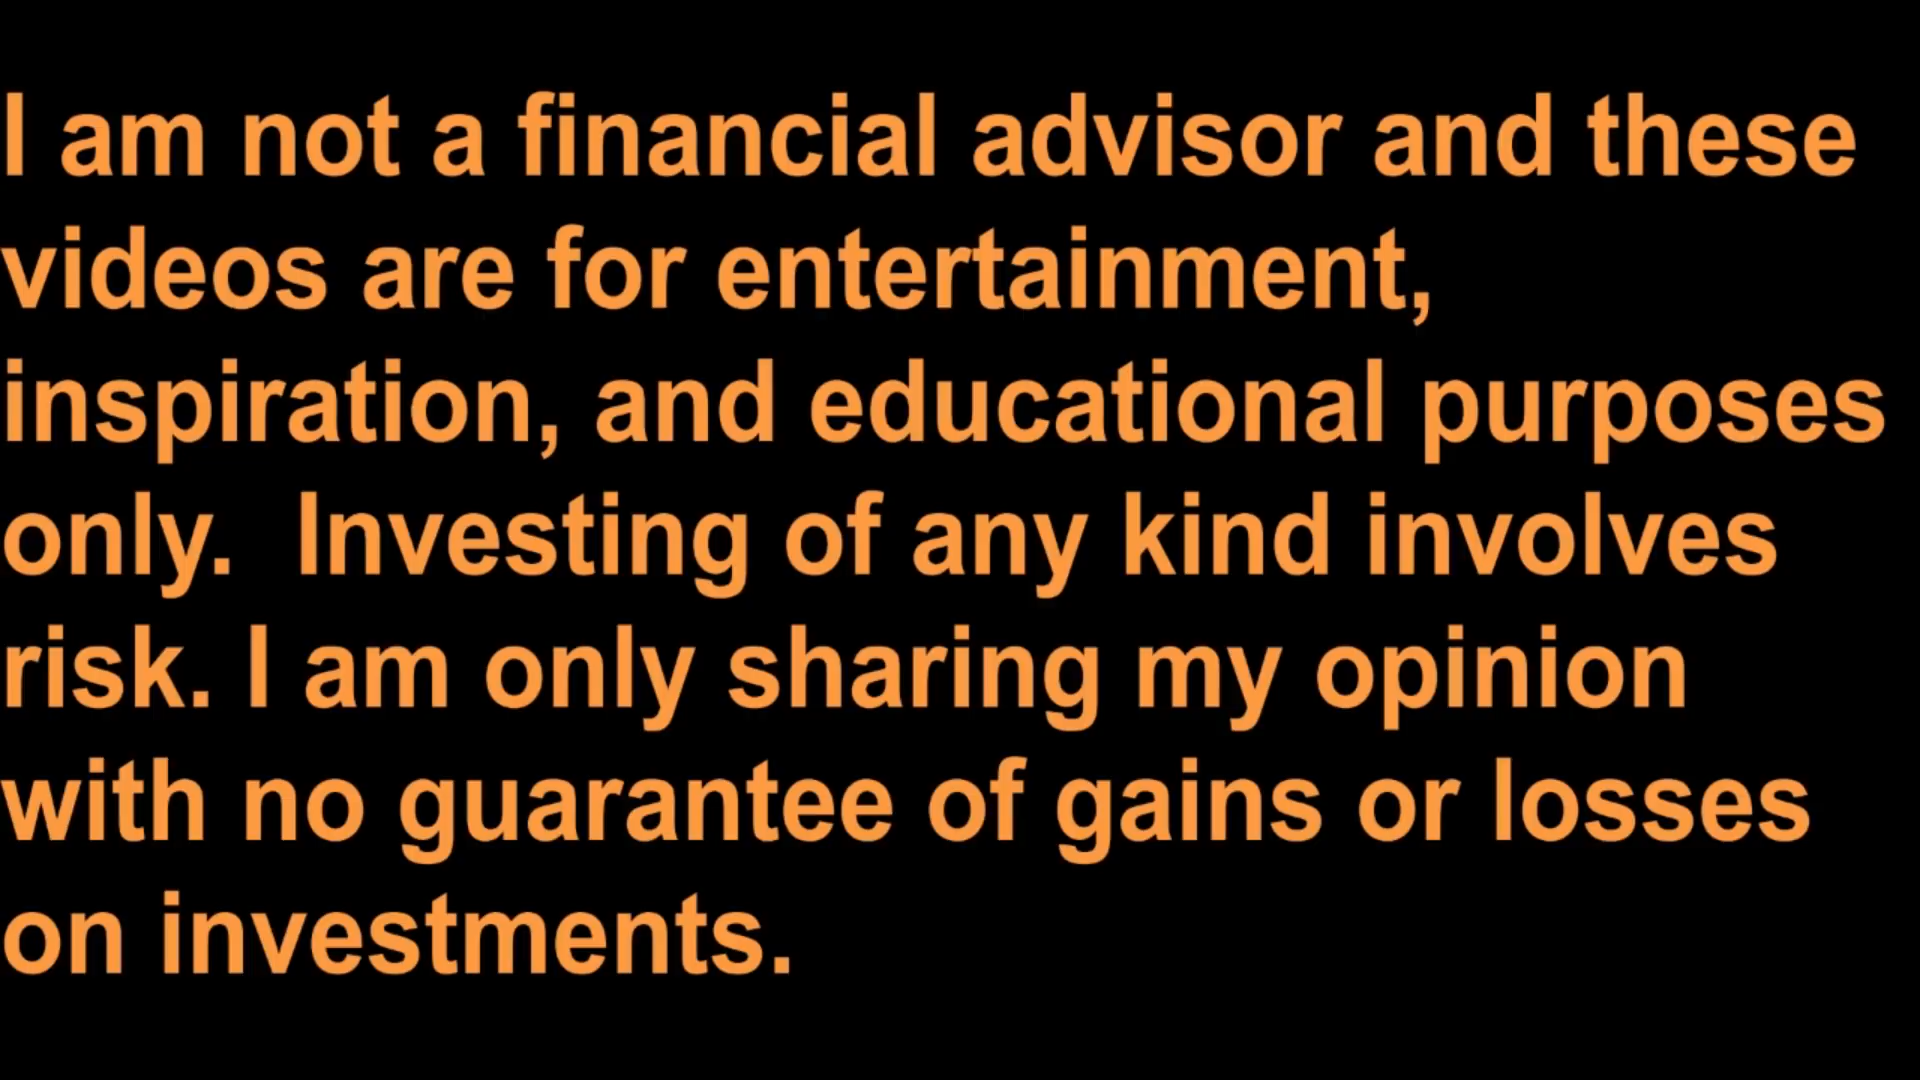 I am not a financial advisor and these
videos are for entertainment,
inspiration, and educational purposes
only.  Investing of any kind involves
risk. I am only sharing my opinion
with no guarantee of gains or losses
on investments.